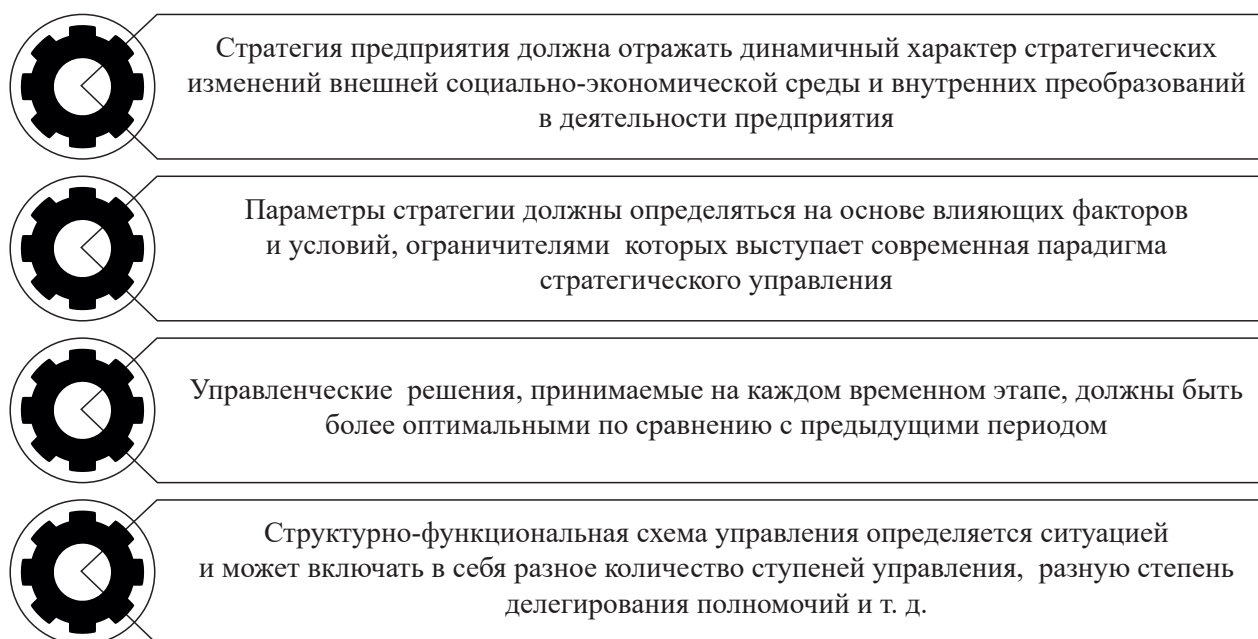 Стратегия предприятия должна отражать динамичный характер стратегических
изменений внешней социально-экономической среды и внутренних преобразований
в деятельности предприятия
Параметры стратегии должны определяться на основе влияющих факторов
и условий, ограничителями которых выступает современная парадигма
стратегического управления
Управленческие решения, принимаемые на каждом временном этапе, должны быть
более оптимальными по сравнению с предыдущими периодом
Структурно-функциональная схема управления определяется ситуацией
и может включать в себя разное количество ступеней управления, разную степень
делегирования полномочий и т. д.